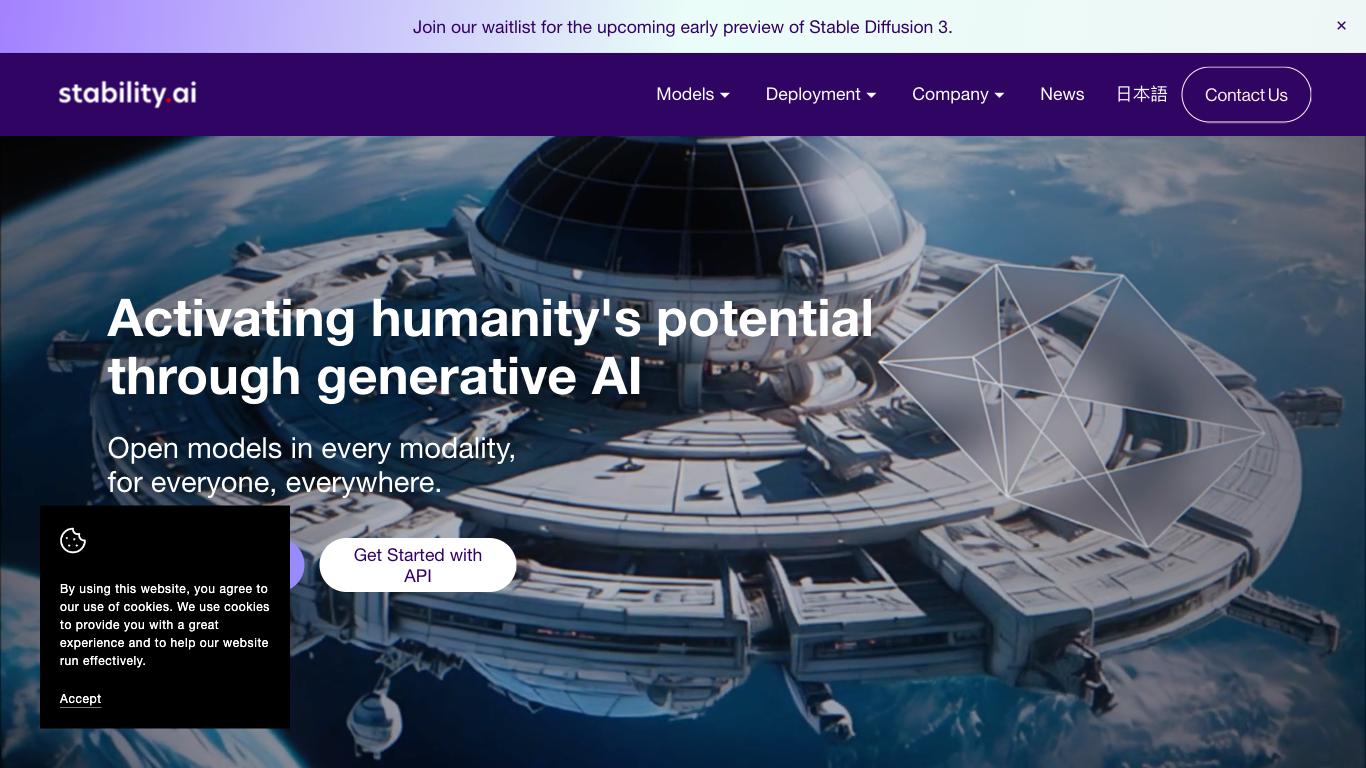 Join our waitlist for the upcoming early preview of Stable Diffusion 3.
×
stability.ai
Models
Deployment
Company
News
日本語
Contact Us
Activating humanity's potential
through generative AI
Open models in every modality,
for everyone, everywhere.
Get Started with
API
By using this website, you agree to
our use of cookies. We use cookies
to provide you with a great
experience and to help our website
run effectively.
Accept